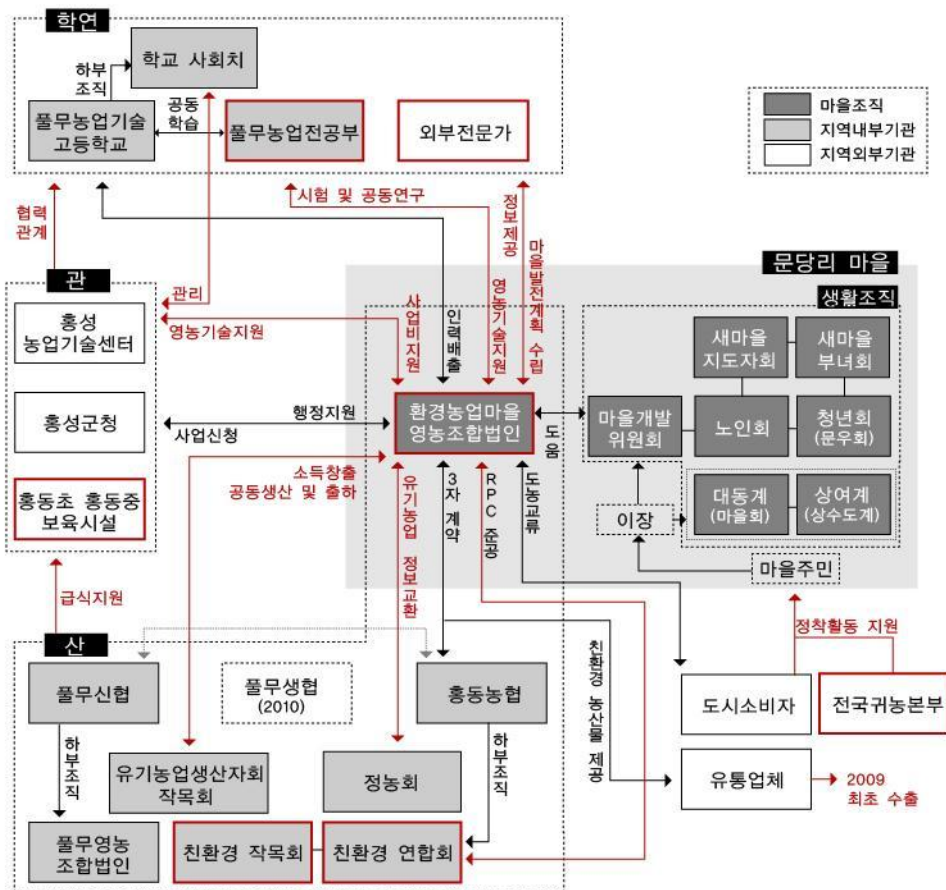 학연
학교 사회치
하부
조직
풀무농업기술
고등학교
공동
학습
풀무농업전공부
외부전문가
마을조직
지역내부기관
지역외부기관
협력
관계
시험 및 공동연구
정보제공
마을발전계획 수립
관
홍성
농업기술센터
홍성군청
홍동초 홍동중
보육시설
관리
영농기술지원
사업비지원
인력배출
영농기술지원
행정지원
사업신청
문당리 마을
생활조직
새마을
지도자회
새마을
부녀회
환경농업마을
영농조합법인
도움
마을개발
위원회
노인회
청년회
(문우회)
대동계
(마을회)
상여계
(상수도계)
이장
마을주민
소득창출
공동생산 및 출하
유기농업 정보교환
3자 계약
RPC 준공
도농교류
급식지원
산
풀무신협
풀무생협
(2010)
홍동농협
하부조직
유기농업생산자회
작목회
정농회
하부조직
풀무영농
조합법인
친환경 작목회
친환경 연합회
친환경 농산물 제공
정착활동 지원
도시소비자
전국귀농본부
유통업체
2009
최초 수출